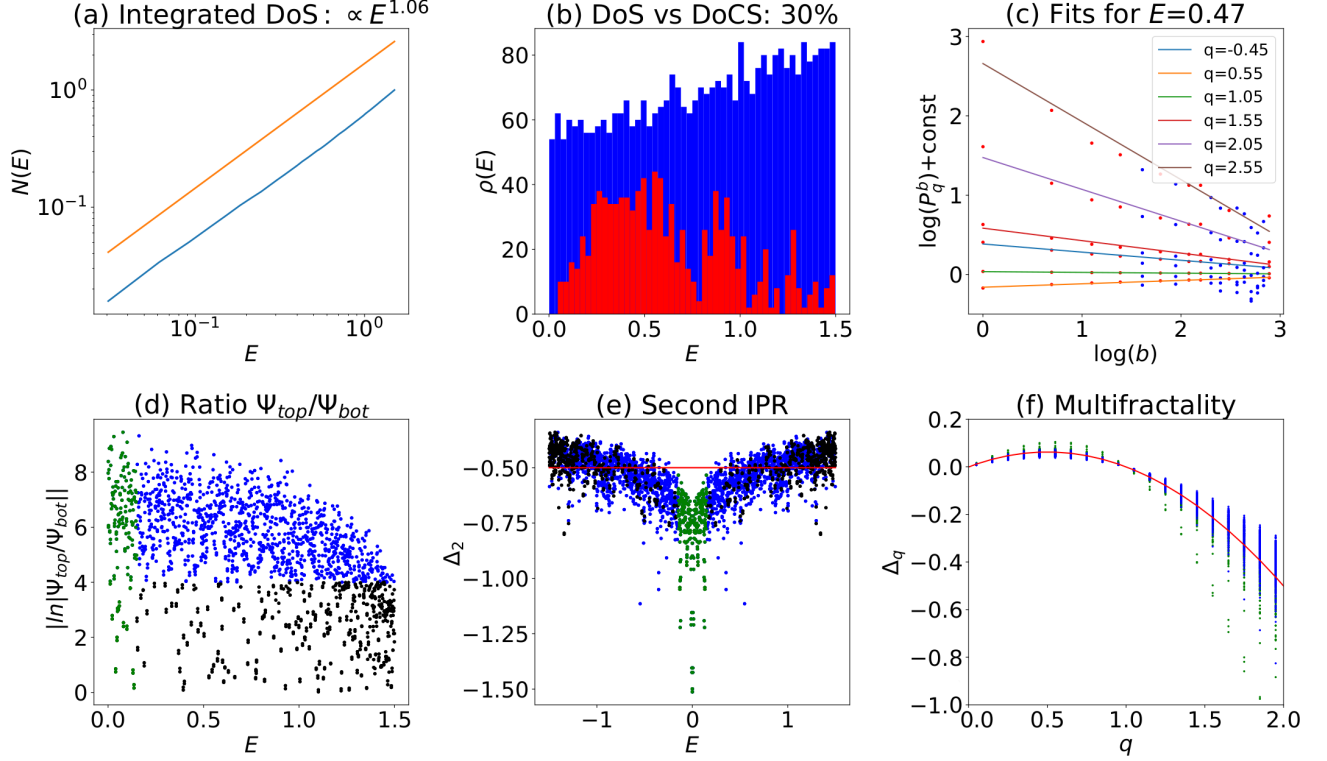 (a) Integrated DoS: ∝ E^1.06
N(E)
10^0
10^−1
10^−1
10^0
E
(b) DoS vs DoCS: 30%
ρ(E)
80
60
40
20
0
0.0
0.5
1.0
1.5
E
(c) Fits for E=0.47
log(P_q^b)+const
3
2
1
0
q=-0.45
q=0.55
q=1.05
q=1.55
q=2.05
q=2.55
0
1
2
3
log(b)
(d) Ratio Ψ_top/Ψ_bot
|ln|Ψ_top/Ψ_bot||
8
6
4
2
0
0.0
0.5
1.0
1.5
E
(e) Second IPR
Δ_2
−0.50
−0.75
−1.00
−1.25
−1.50
−1
0
1
E
(f) Multifractality
Δ_q
0.2
0.0
−0.2
−0.4
−0.6
−0.8
−1.0
0.0
0.5
1.0
1.5
2.0
q